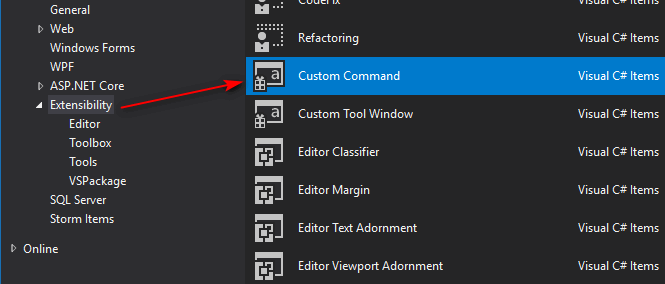 General
Web
Windows Forms
WPF
ASP.NET Core
Extensibility
Editor
Toolbox
Tools
VSPackage
SQL Server
Storm Items
Online
CodeFix Visual C# Items
Refactoring Visual C# Items
Custom Command Visual C# Items
Custom Tool Window Visual C# Items
Editor Classifier Visual C# Items
Editor Margin Visual C# Items
Editor Text Adornment Visual C# Items
Editor Viewport Adornment Visual C# Items